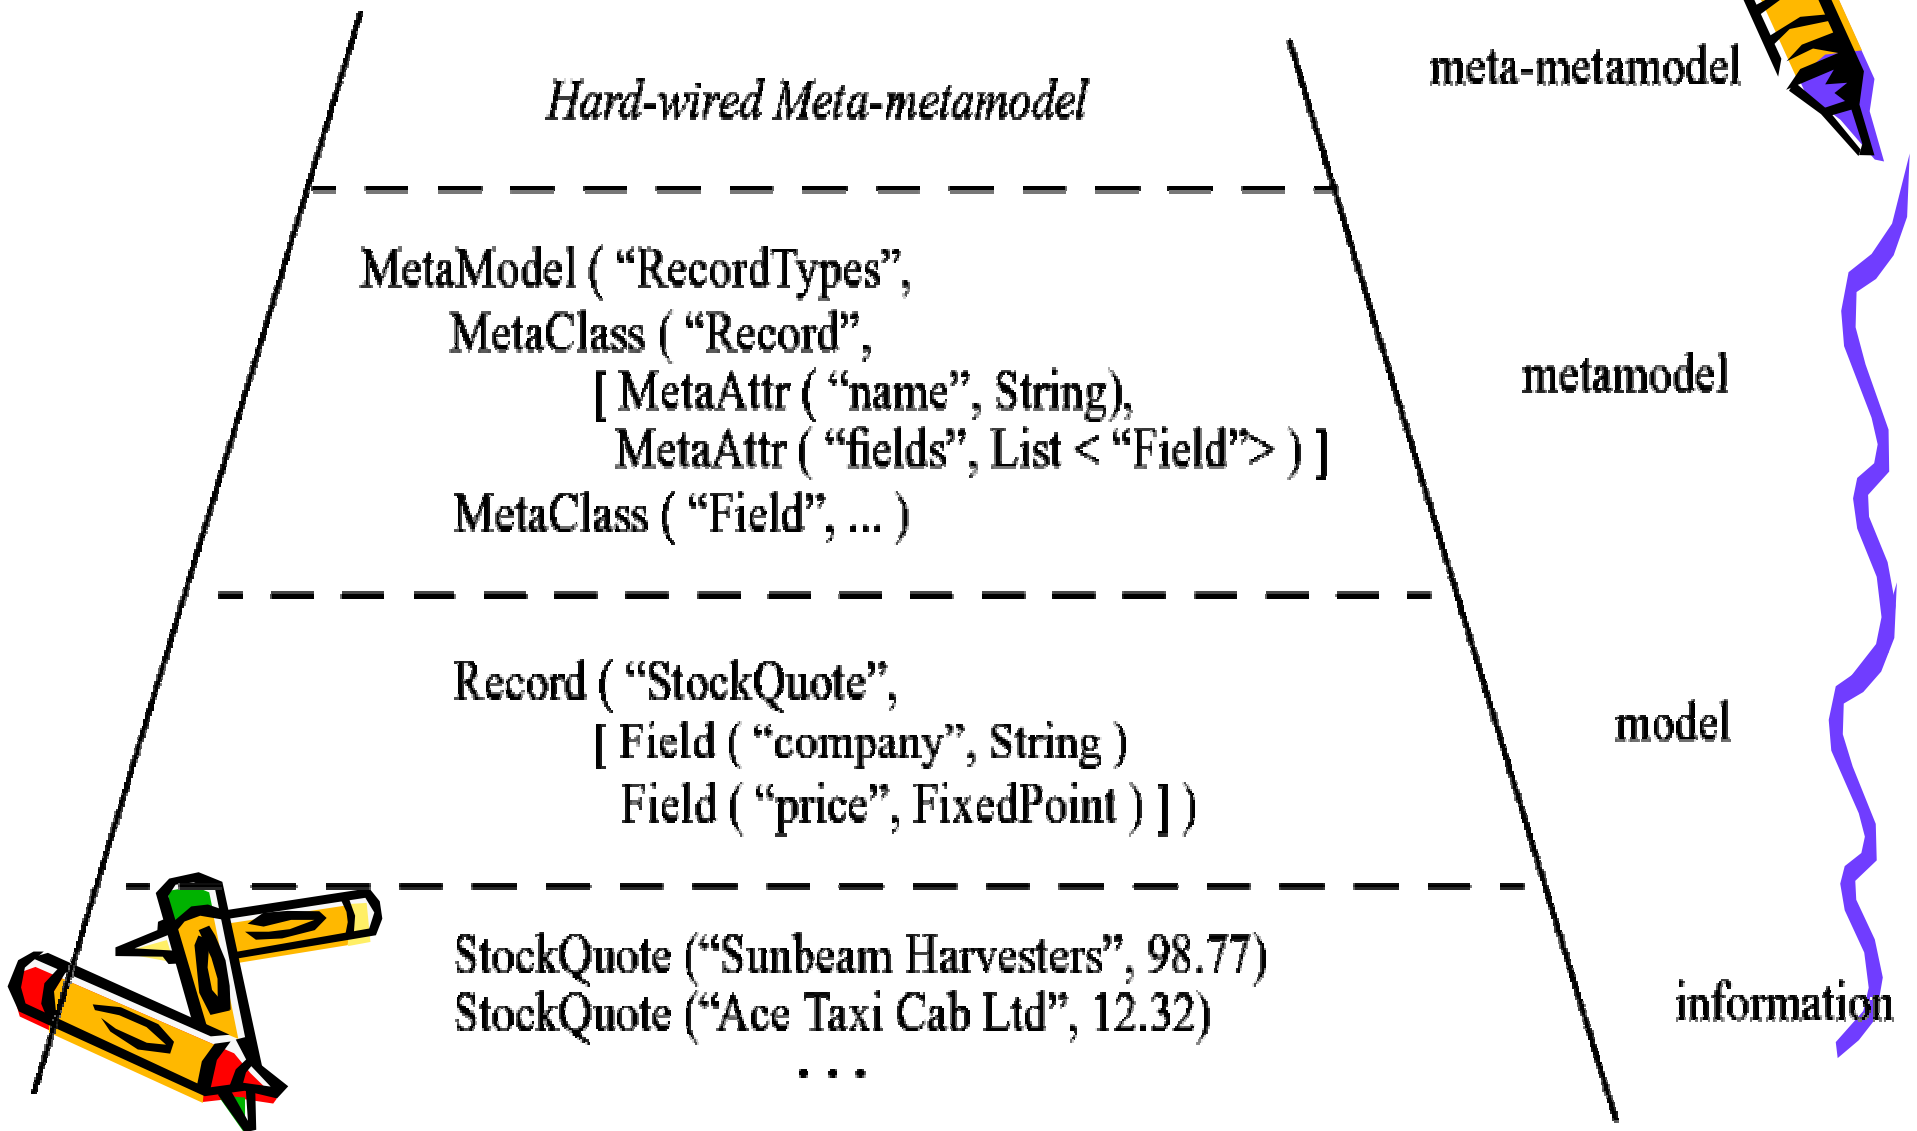 meta-metamodel
Hard-wired Meta-metamodel
MetaModel ( “RecordTypes”,
MetaClass ( “Record”,
[ MetaAttr ( “name”, String),
MetaAttr ( “fields”, List < “Field”> ) ]
MetaClass ( “Field”, ... )
metamodel
Record ( “StockQuote”,
[ Field ( “company”, String )
Field ( “price”, FixedPoint ) ] )
model
StockQuote (“Sunbeam Harvesters”, 98.77)
StockQuote (“Ace Taxi Cab Ltd”, 12.32)
. . .
information